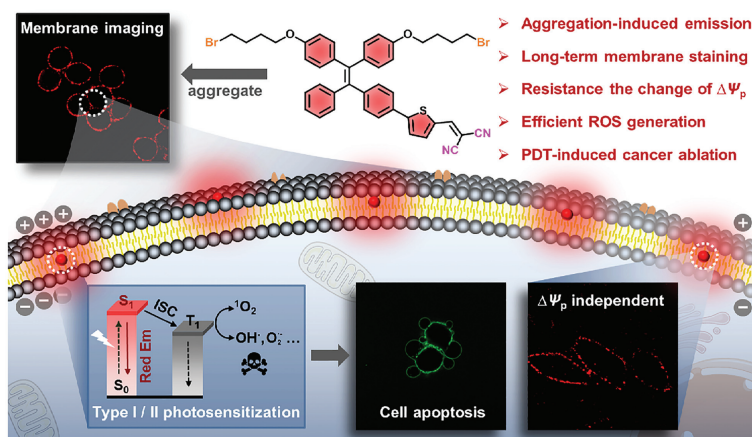 Membrane imaging
Br
O
O
Br
aggregate
S
CN
NC
➢ Aggregation-induced emission
➢ Long-term membrane staining
➢ Resistance the change of ΔΨp
➢ Efficient ROS generation
➢ PDT-induced cancer ablation
+ + +
+
− −
−
S1
ISC
T1
Red Em
S0
¹O2
OH·, O2·- ...
Type I / II photosensitization
Cell apoptosis
ΔΨp independent